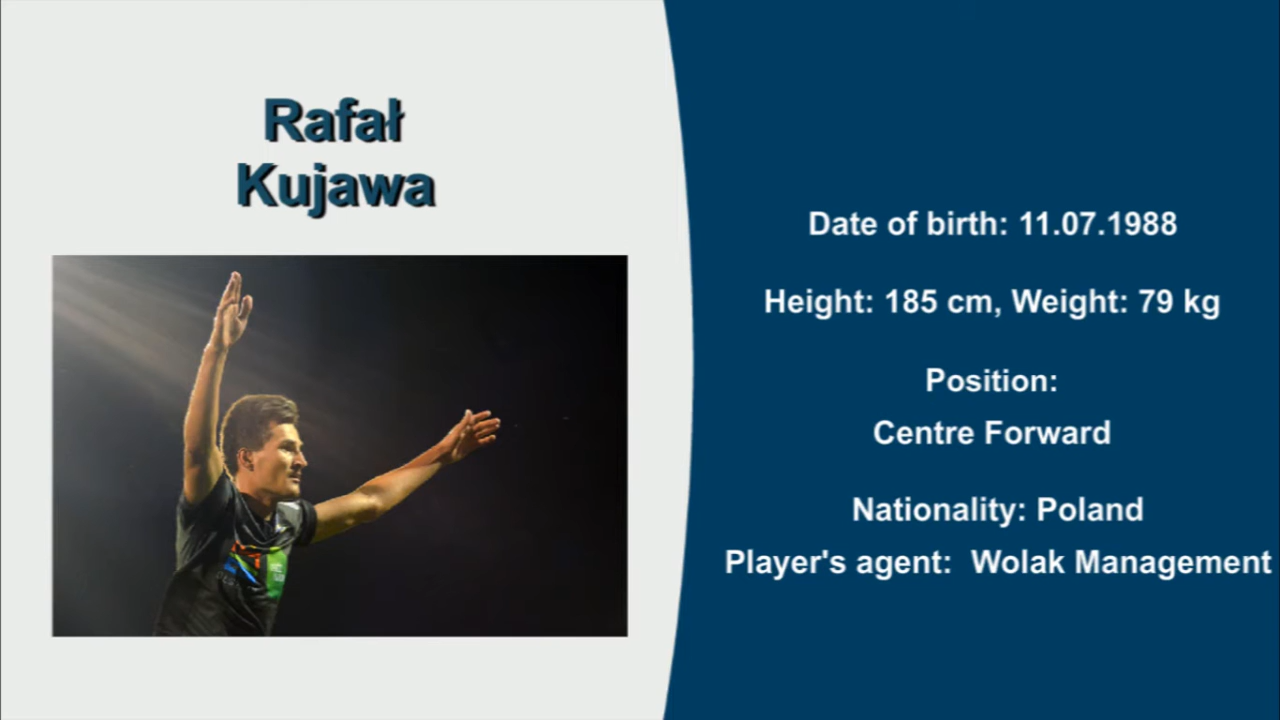 Rafał
Kujawa
Date of birth: 11.07.1988
Height: 185 cm, Weight: 79 kg
Position:
Centre Forward
Nationality: Poland
Player's agent:  Wolak Management